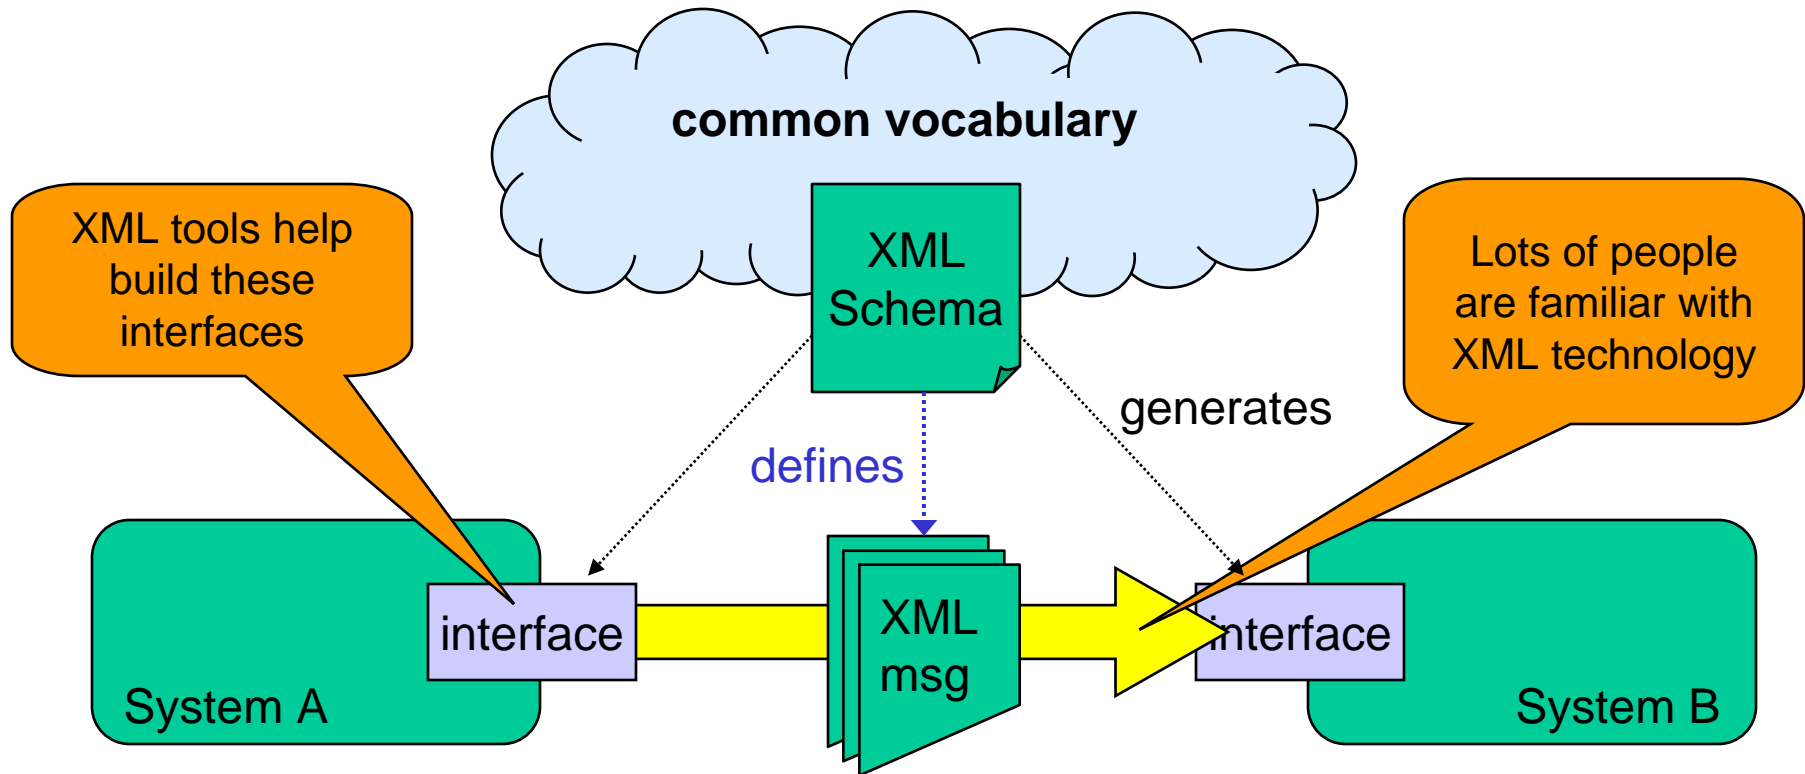 common vocabulary
XML tools help
build these
interfaces
XML
Schema
Lots of people
are familiar with
XML technology
generates
defines
interface
XML
msg
interface
System A
System B